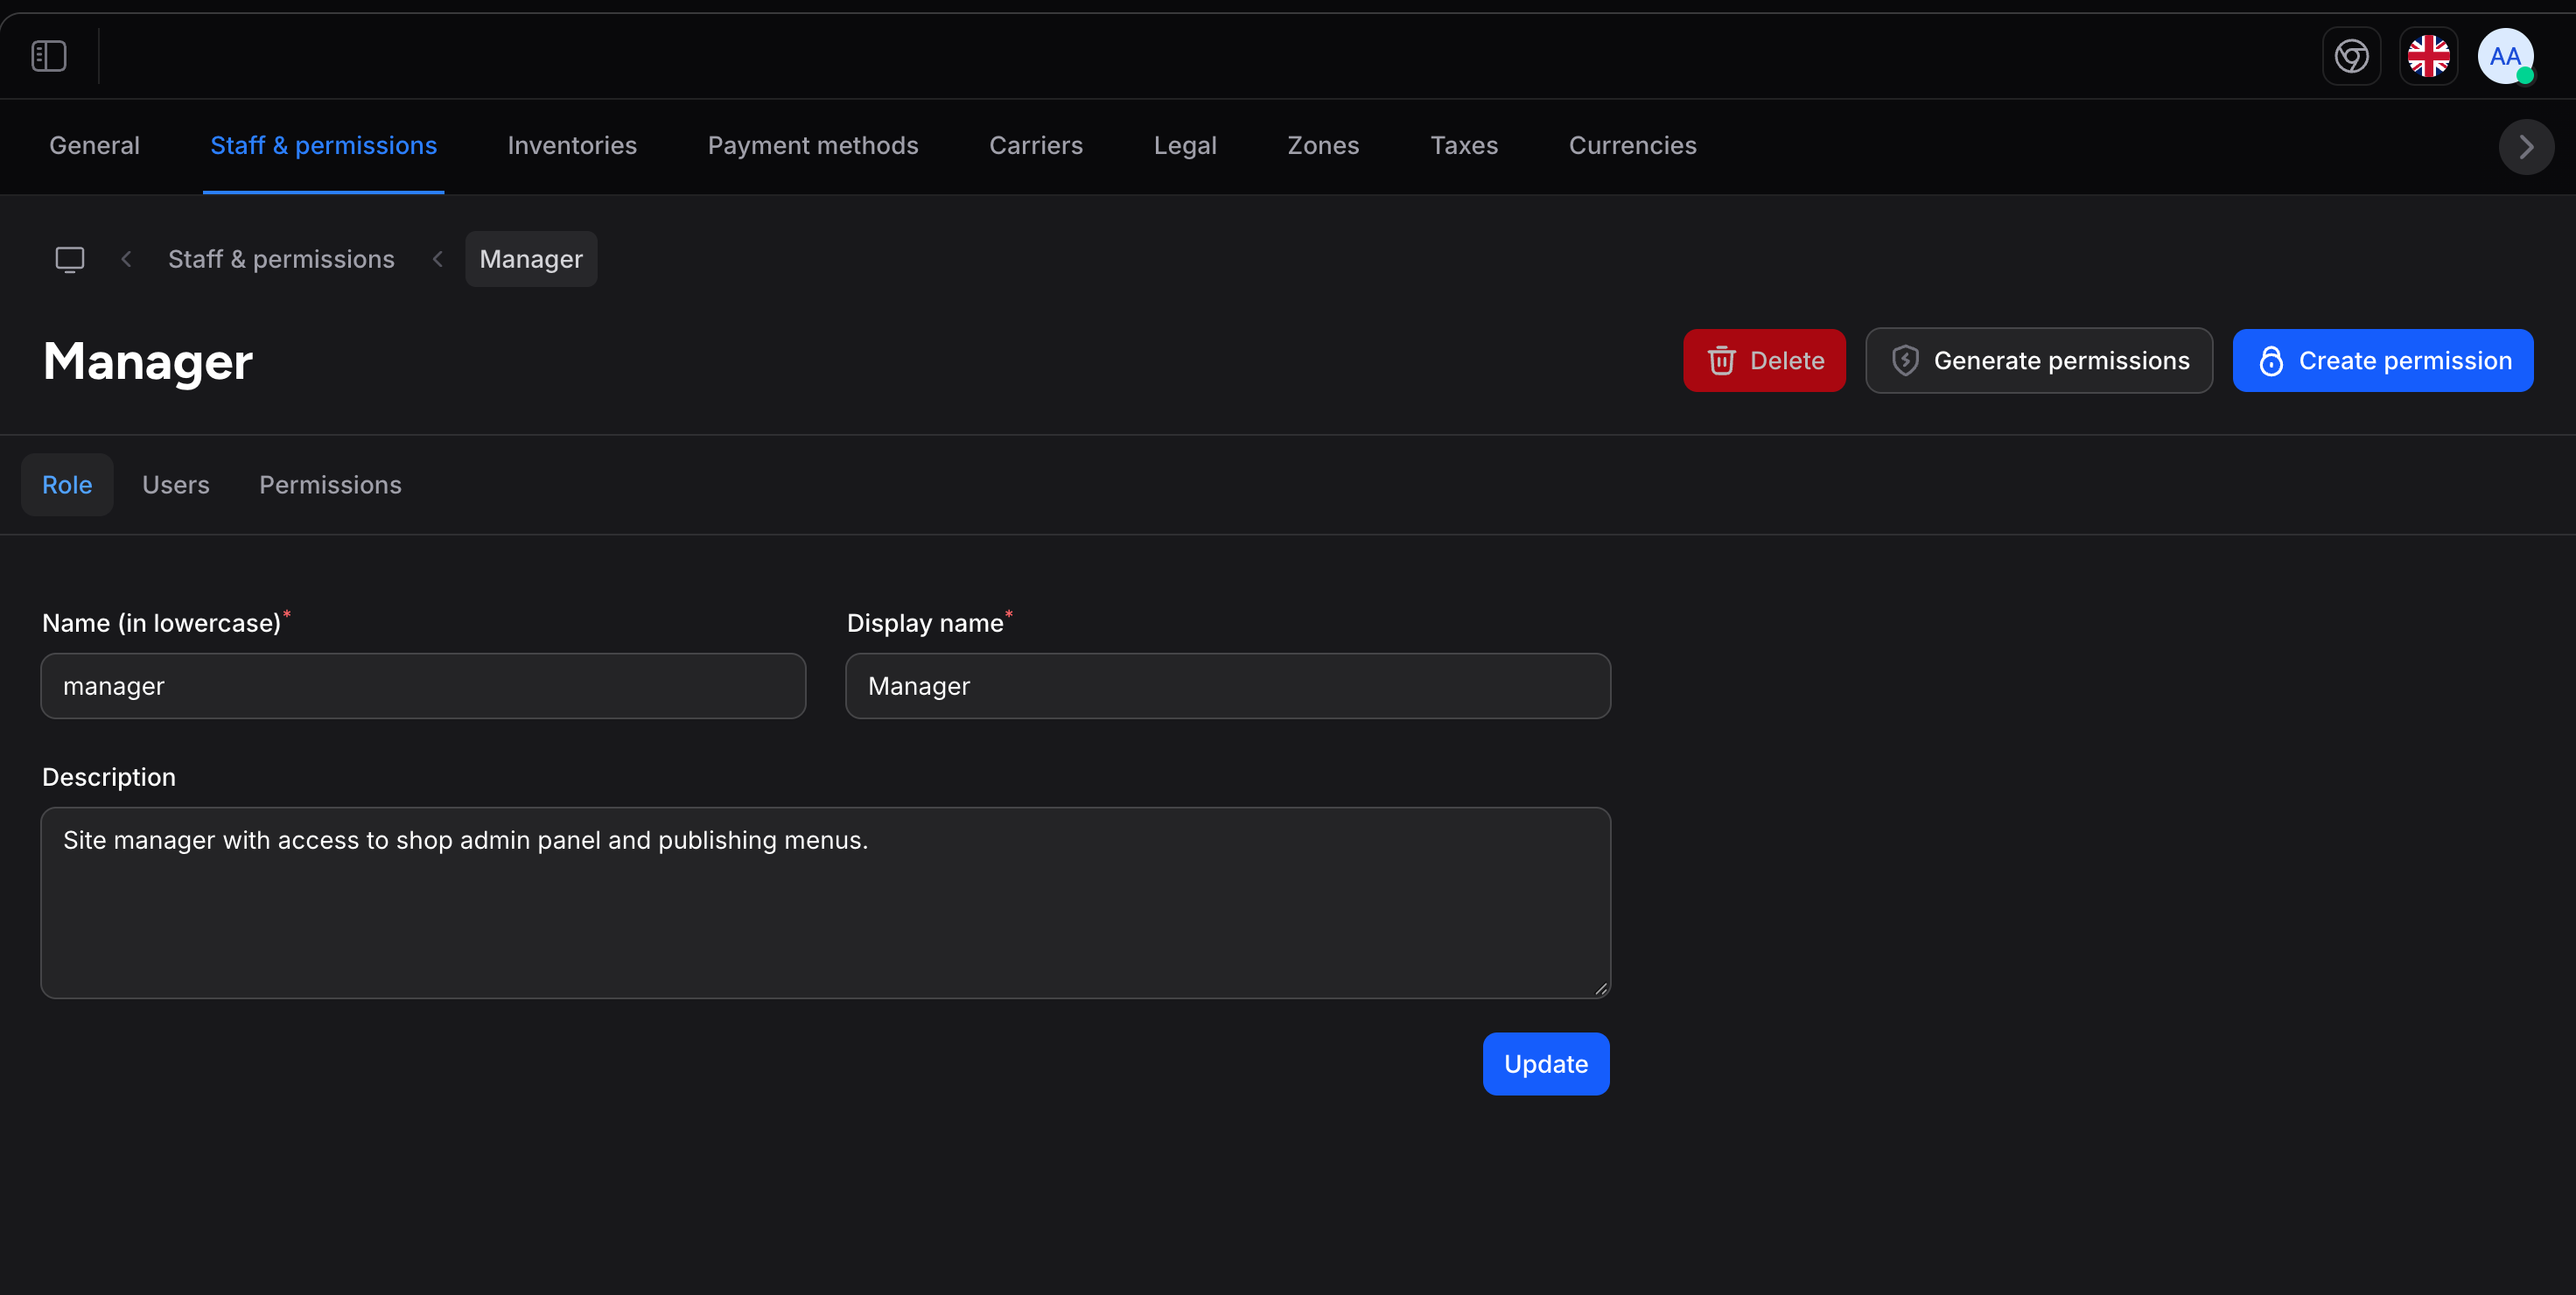 AA
General Staff & permissions Inventories Payment methods Carriers Legal Zones Taxes Currencies
Staff & permissions Manager
Manager
Delete Generate permissions Create permission
Role Users Permissions
Name (in lowercase)* Display name*
manager Manager
Description
Site manager with access to shop admin panel and publishing menus.
Update